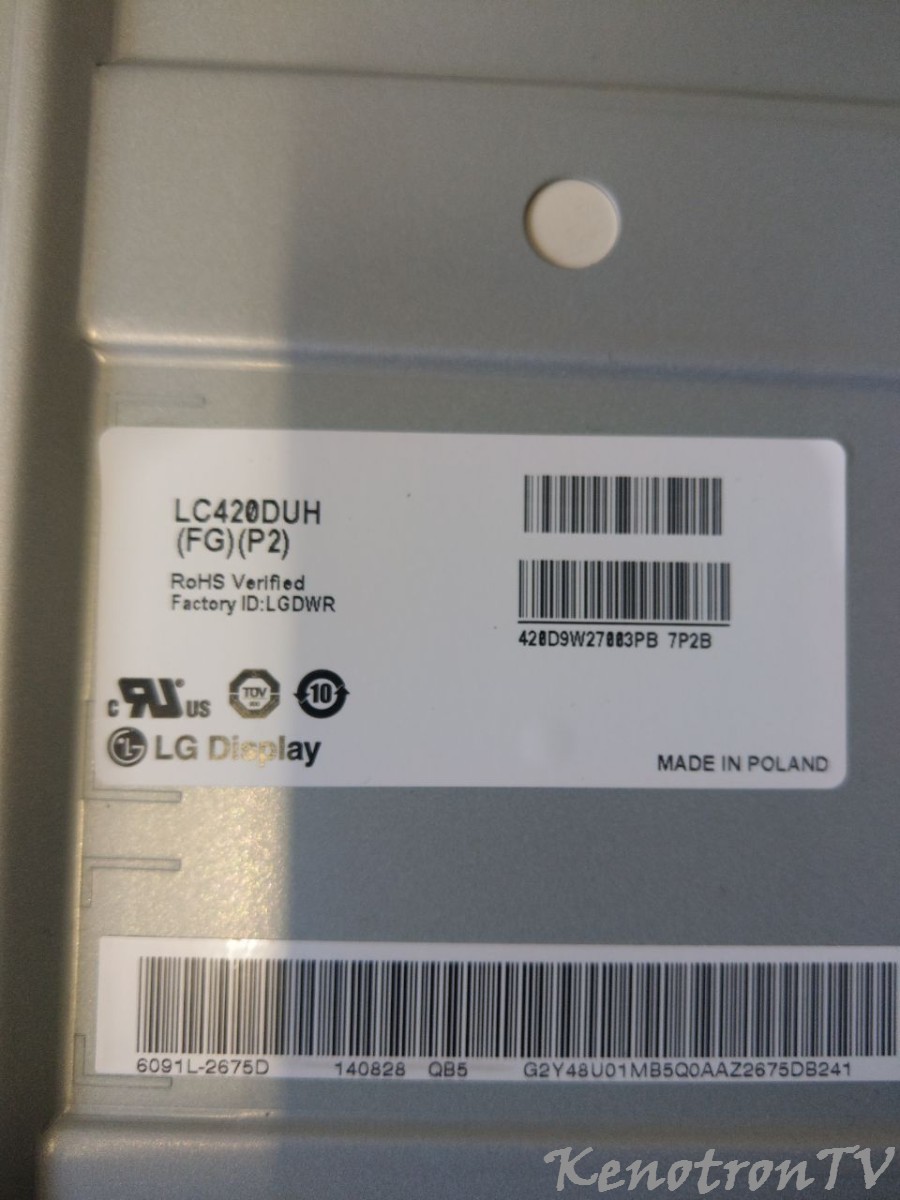 LC420DUH
(FG)(P2)
RoHS Verified
Factory ID:LGDWR
420D9W27003PB 7P2B
c RU US
TÜV
10
LG Display
MADE IN POLAND
6091L-2675D 140828 QB5 G2Y48U01MB5Q0AAZ2675DB241
KenotronTV